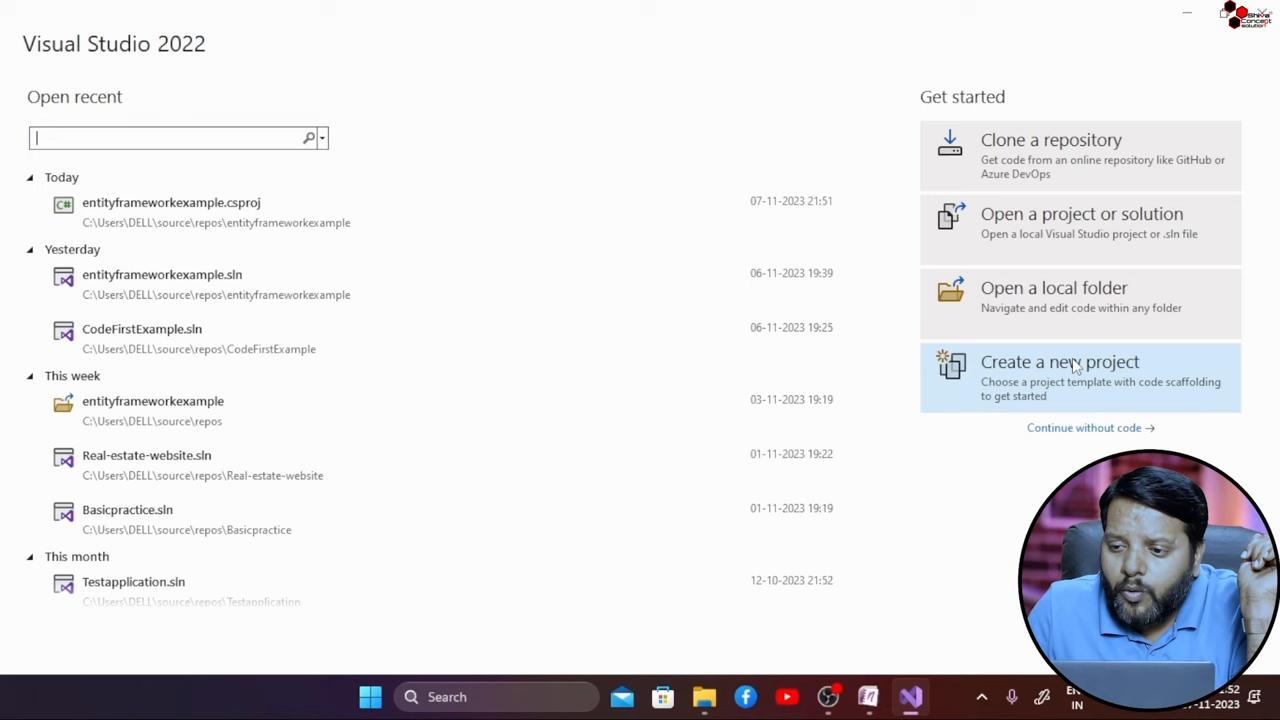 Shiva
Concept
Solution
Visual Studio 2022
Open recent
Today
entityframeworkexample.csproj
07-11-2023 21:51
C:\Users\DELL\source\repos\entityframeworkexample
Yesterday
entityframeworkexample.sln
06-11-2023 19:39
C:\Users\DELL\source\repos\entityframeworkexample
CodeFirstExample.sln
06-11-2023 19:25
C:\Users\DELL\source\repos\CodeFirstExample
This week
entityframeworkexample
03-11-2023 19:19
C:\Users\DELL\source\repos
Real-estate-website.sln
01-11-2023 19:22
C:\Users\DELL\source\repos\Real-estate-website
Basicpractice.sln
01-11-2023 19:19
C:\Users\DELL\source\repos\Basicpractice
This month
Testapplication.sln
12-10-2023 21:52
C:\Users\DELL\source\repos\Testapplication
Get started
Clone a repository
Get code from an online repository like GitHub or
Azure DevOps
Open a project or solution
Open a local Visual Studio project or .sln file
Open a local folder
Navigate and edit code within any folder
Create a new project
Choose a project template with code scaffolding
to get started
Continue without code →
Search
IN